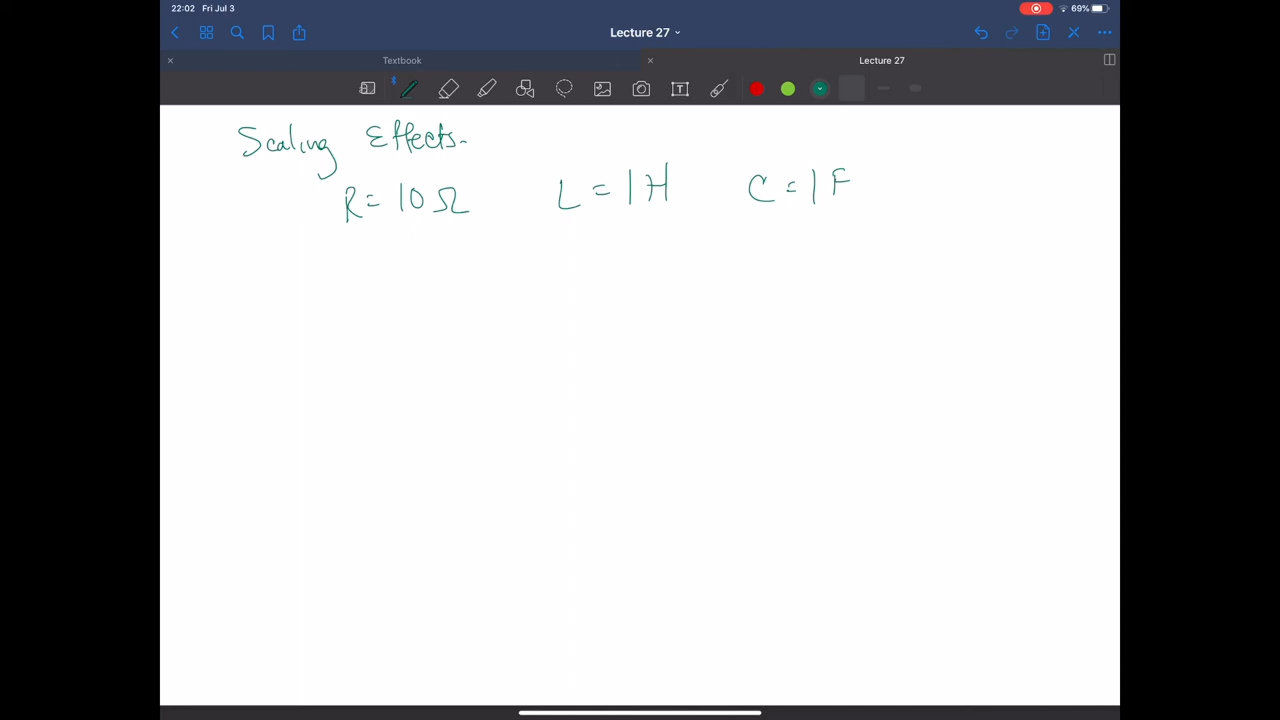 22:02 Fri Jul 3 69%
Lecture 27
Textbook Lecture 27
Scaling Effects.
R = 10 Ω L = 1 H C = 1 F